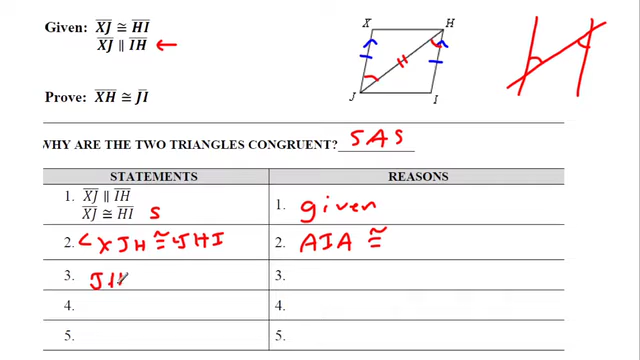 Given: XJ ≅ HI
XJ ∥ IH ←
Prove: XH ≅ JI
X H
J I
WHY ARE THE TWO TRIANGLES CONGRUENT? SAS
STATEMENTS REASONS
1. XJ ∥ IH
XJ ≅ HI S
1. given
2. <XJH ≅ <JHI 2. AIA ≅
3. JH 3.
4. 4.
5. 5.